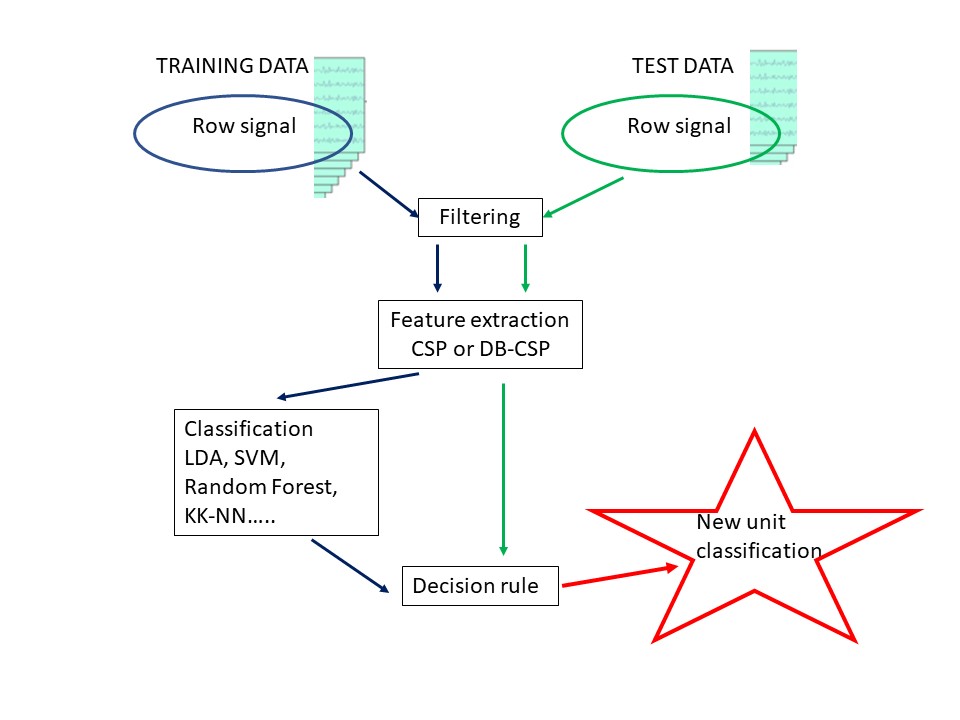 TRAINING DATA
TEST DATA
Row signal
Row signal
Filtering
Feature extraction
CSP or DB-CSP
Classification
LDA, SVM,
Random Forest,
KK-NN…..
New unit
classification
Decision rule